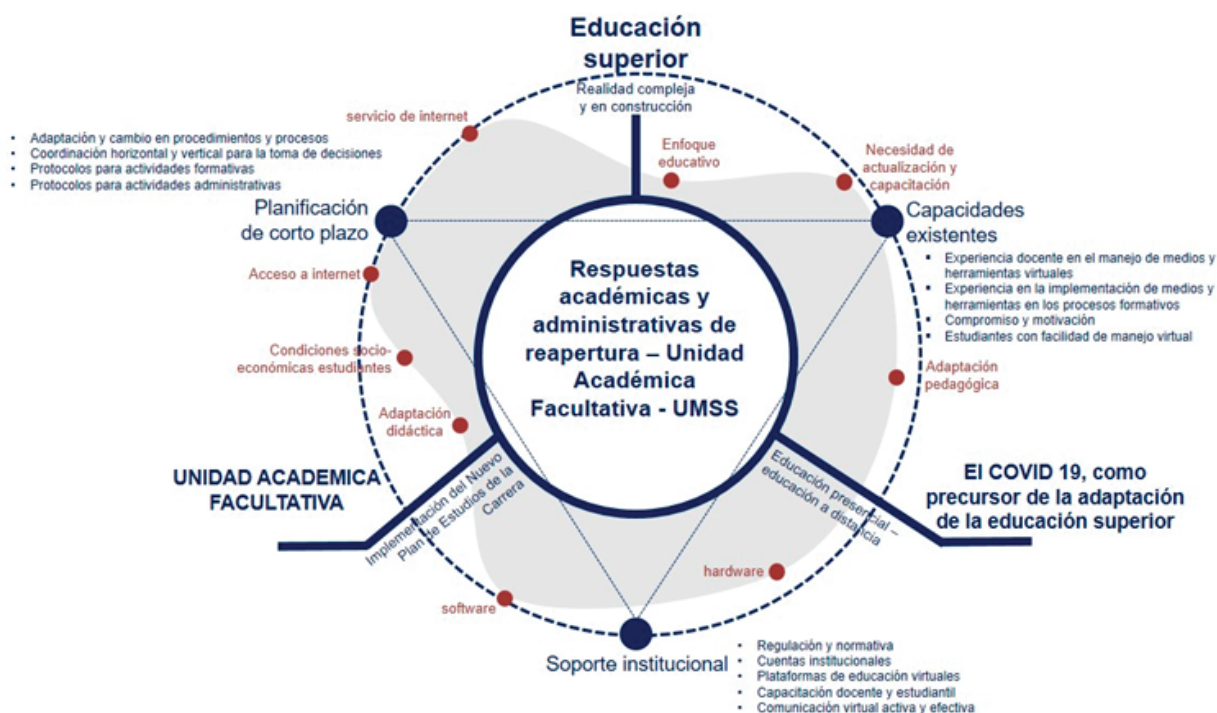 Educación
superior
Realidad compleja
y en construcción
servicio de internet
• Adaptación y cambio en procedimientos y procesos
• Coordinación horizontal y vertical para la toma de decisiones
• Protocolos para actividades formativas
• Protocolos para actividades administrativas
Enfoque
educativo
Necesidad de
actualización y
capacitación
Planificación
de corto plazo
Capacidades
existentes
▪ Experiencia docente en el manejo de medios y
herramientas virtuales
▪ Experiencia en la implementación de medios y
herramientas en los procesos formativos
▪ Compromiso y motivación
▪ Estudiantes con facilidad de manejo virtual
Acceso a internet
Respuestas
académicas y
administrativas de
reapertura – Unidad
Académica
Facultativa - UMSS
Condiciones socio-
económicas estudiantes
Adaptación
pedagógica
Adaptación
didáctica
UNIDAD ACADEMICA
FACULTATIVA
Implementación del Nuevo
Plan de Estudios de la
Carrera
Educación presencial –
educación a distancia
El COVID 19, como
precursor de la adaptación
de la educación superior
hardware
software
Soporte institucional
• Regulación y normativa
• Cuentas institucionales
• Plataformas de educación virtuales
• Capacitación docente y estudiantil
• Comunicación virtual activa y efectiva